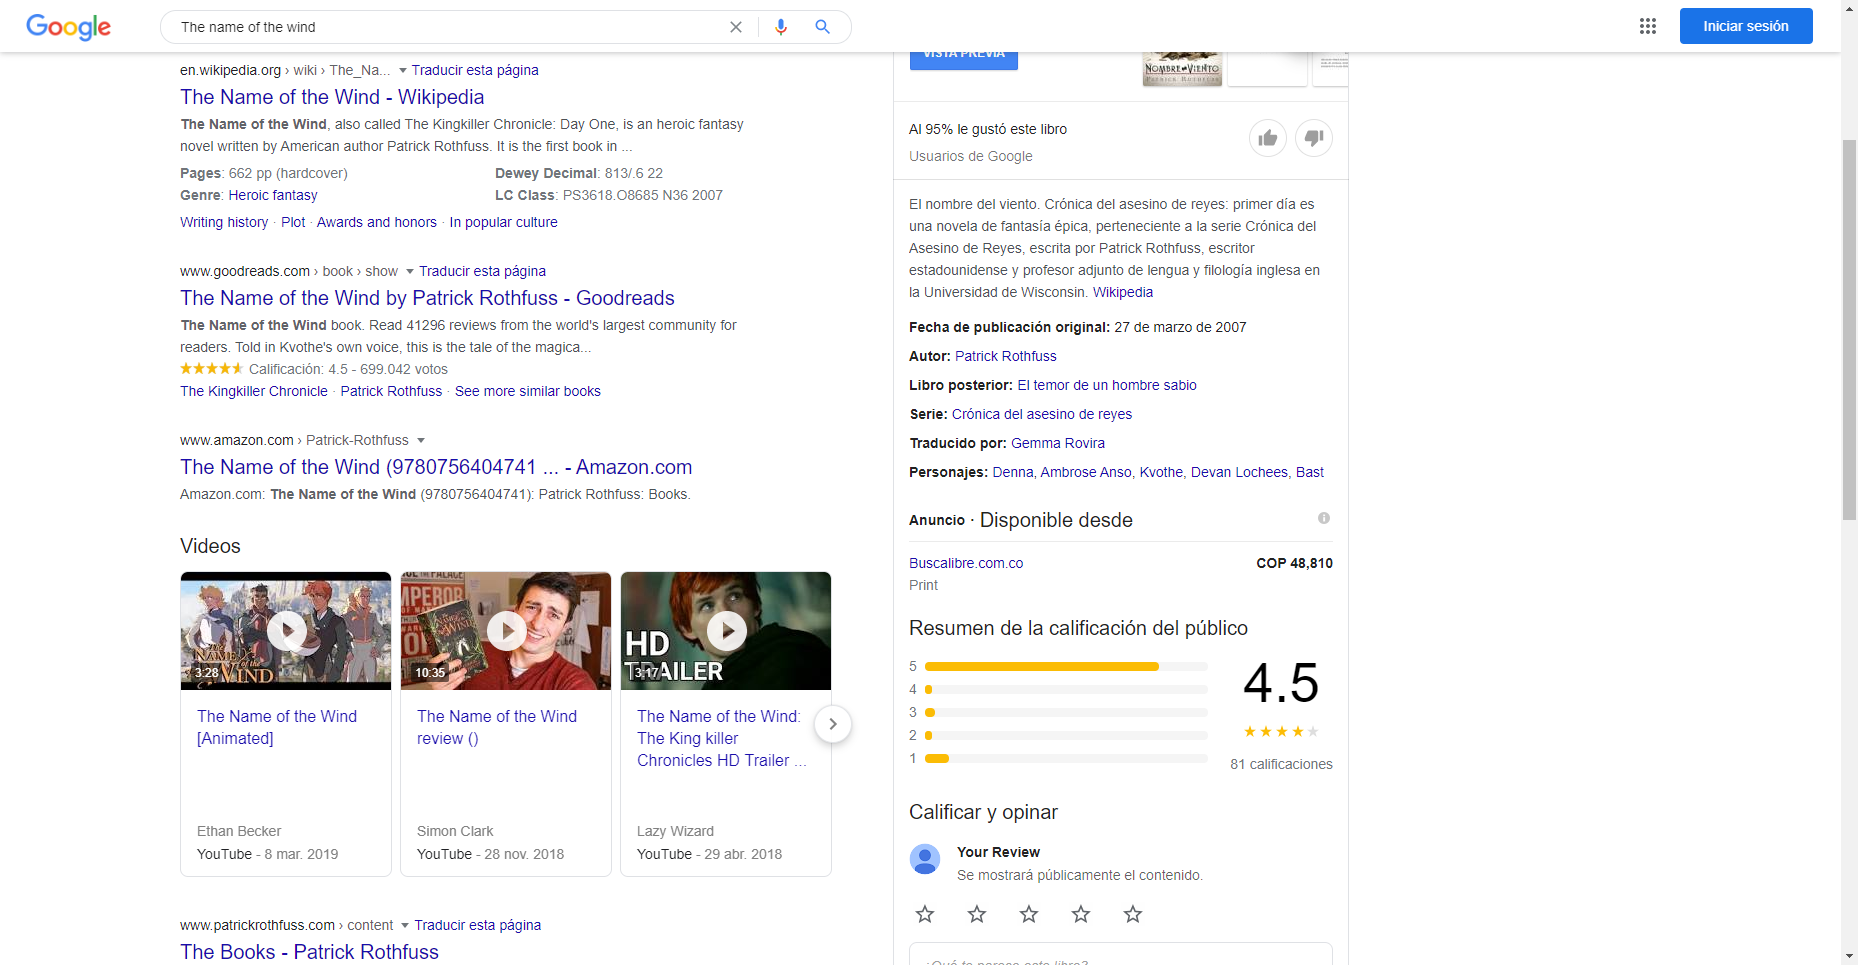 Google
The name of the wind
Iniciar sesión
en.wikipedia.org › wiki › The_Na... Traducir esta página
The Name of the Wind - Wikipedia
The Name of the Wind, also called The Kingkiller Chronicle: Day One, is an heroic fantasy
novel written by American author Patrick Rothfuss. It is the first book in ...
Pages: 662 pp (hardcover) Dewey Decimal: 813/.6 22
Genre: Heroic fantasy LC Class: PS3618.O8685 N36 2007
Writing history · Plot · Awards and honors · In popular culture
www.goodreads.com › book › show Traducir esta página
The Name of the Wind by Patrick Rothfuss - Goodreads
The Name of the Wind book. Read 41296 reviews from the world's largest community for
readers. Told in Kvothe's own voice, this is the tale of the magica...
Calificación: 4.5 - 699.042 votos
The Kingkiller Chronicle · Patrick Rothfuss · See more similar books
www.amazon.com › Patrick-Rothfuss
The Name of the Wind (9780756404741 ... - Amazon.com
Amazon.com: The Name of the Wind (9780756404741): Patrick Rothfuss: Books.
Videos
The NAME of the WIND
3:28
The Name of the Wind
[Animated]
Ethan Becker
YouTube - 8 mar. 2019
10:35
The Name of the Wind
review ()
Simon Clark
YouTube - 28 nov. 2018
HD
TRAILER
3:17
The Name of the Wind:
The King killer
Chronicles HD Trailer ...
Lazy Wizard
YouTube - 29 abr. 2018
www.patrickrothfuss.com › content Traducir esta página
The Books - Patrick Rothfuss
VISTA PREVIA
NOMBRE DEL VIENTO
PATRICK ROTHFUSS
Al 95% le gustó este libro
Usuarios de Google
El nombre del viento. Crónica del asesino de reyes: primer día es
una novela de fantasía épica, perteneciente a la serie Crónica del
Asesino de Reyes, escrita por Patrick Rothfuss, escritor
estadounidense y profesor adjunto de lengua y filología inglesa en
la Universidad de Wisconsin. Wikipedia
Fecha de publicación original: 27 de marzo de 2007
Autor: Patrick Rothfuss
Libro posterior: El temor de un hombre sabio
Serie: Crónica del asesino de reyes
Traducido por: Gemma Rovira
Personajes: Denna, Ambrose Anso, Kvothe, Devan Lochees, Bast
Anuncio · Disponible desde
Buscalibre.com.co COP 48,810
Print
Resumen de la calificación del público
5
4
3
2
1
4.5
81 calificaciones
Calificar y opinar
Your Review
Se mostrará públicamente el contenido.
¿Qué te parece este libro?